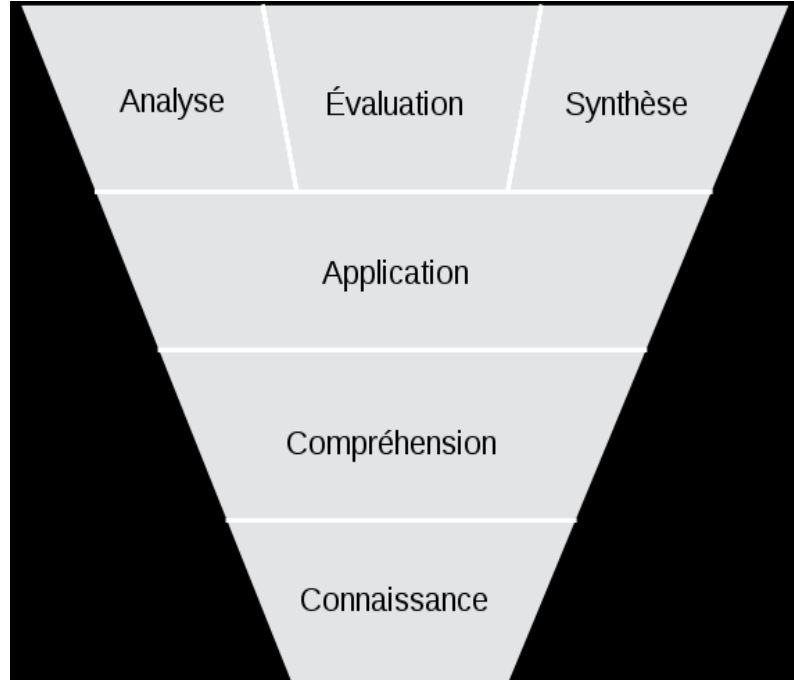 Analyse
Évaluation
Synthèse
Application
Compréhension
Connaissance